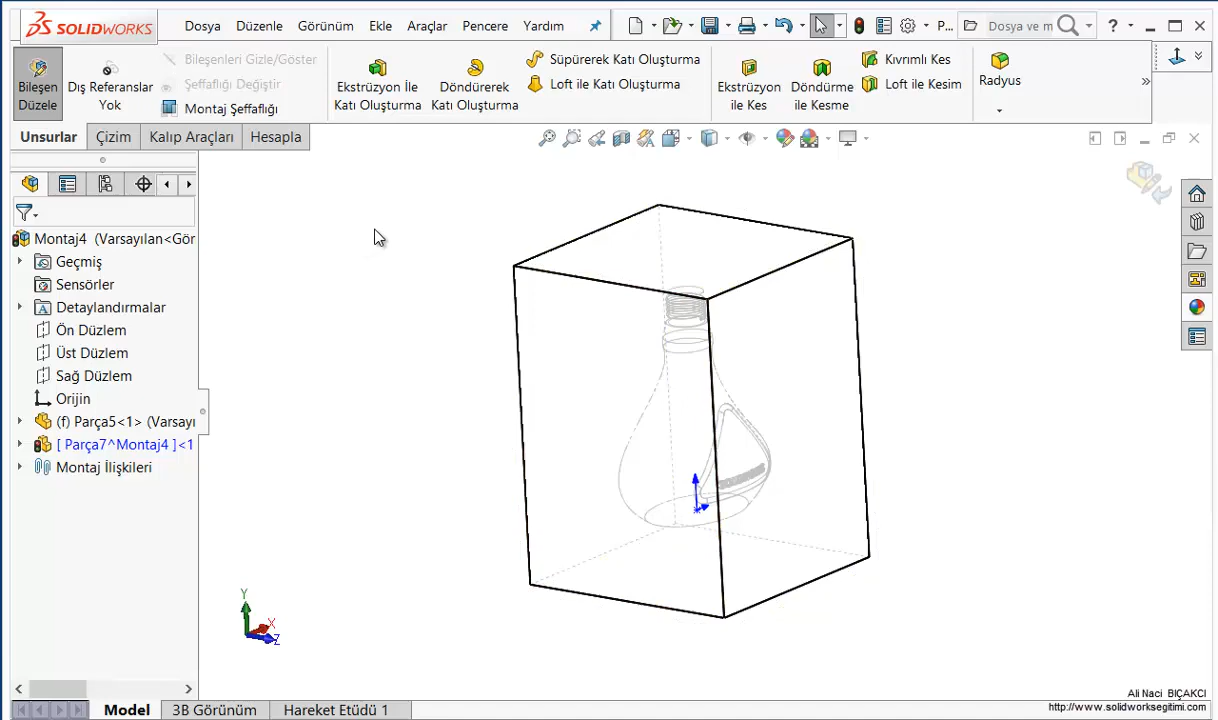 SOLIDWORKS Dosya Düzenle Görünüm Ekle Araçlar Pencere Yardım P... Dosya ve m ?
Bileşen Düzele
Dış Referanslar Yok
Bileşenleri Gizle/Göster
Şeffaflığı Değiştir
Montaj Şeffaflığı
Ekstrüzyon İle Katı Oluşturma
Döndürerek Katı Oluşturma
Süpürerek Katı Oluşturma
Loft ile Katı Oluşturma
Ekstrüzyon ile Kes
Döndürme ile Kesme
Kıvrımlı Kes
Loft ile Kesim
Radyus
Unsurlar Çizim Kalıp Araçları Hesapla
Montaj4 (Varsayılan<Gör
Geçmiş
Sensörler
Detaylandırmalar
Ön Düzlem
Üst Düzlem
Sağ Düzlem
Orijin
(f) Parça5<1> (Varsayı
[ Parça7^Montaj4 ]<1
Montaj İlişkileri
Y
X
Z
Ali Naci BIÇAKCI
http://www.solidworksegitimi.com
Model 3B Görünüm Hareket Etüdü 1